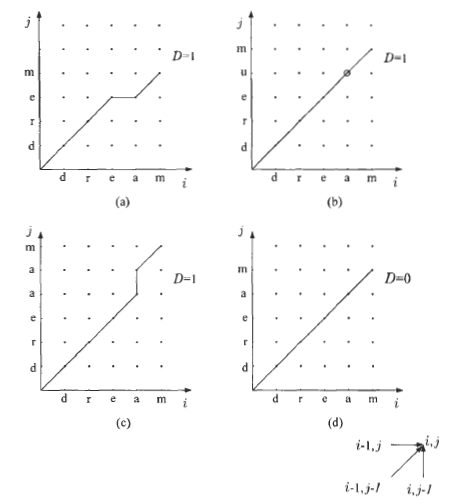 j
D=1
m
e
r
d
d r e a m i
(a)
j
m
D=1
u
e
r
d
d r e a m i
(b)
j
m
a
D=1
a
e
r
d
d r e a m i
(c)
j
m
D=0
a
e
r
d
d r e a m i
(d)
i-1,j i,j
i-1,j-1 i,j-1